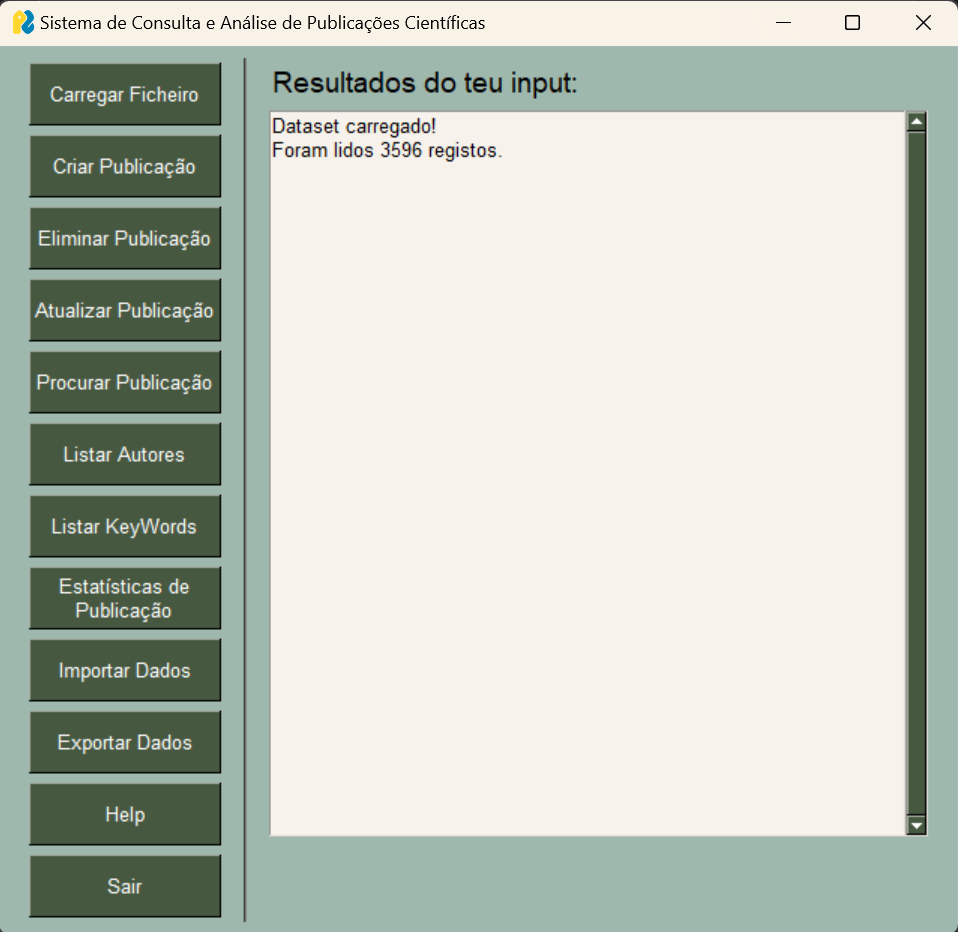 Sistema de Consulta e Análise de Publicações Científicas
Carregar Ficheiro
Criar Publicação
Eliminar Publicação
Atualizar Publicação
Procurar Publicação
Listar Autores
Listar KeyWords
Estatísticas de
Publicação
Importar Dados
Exportar Dados
Help
Sair
Resultados do teu input:
Dataset carregado!
Foram lidos 3596 registos.